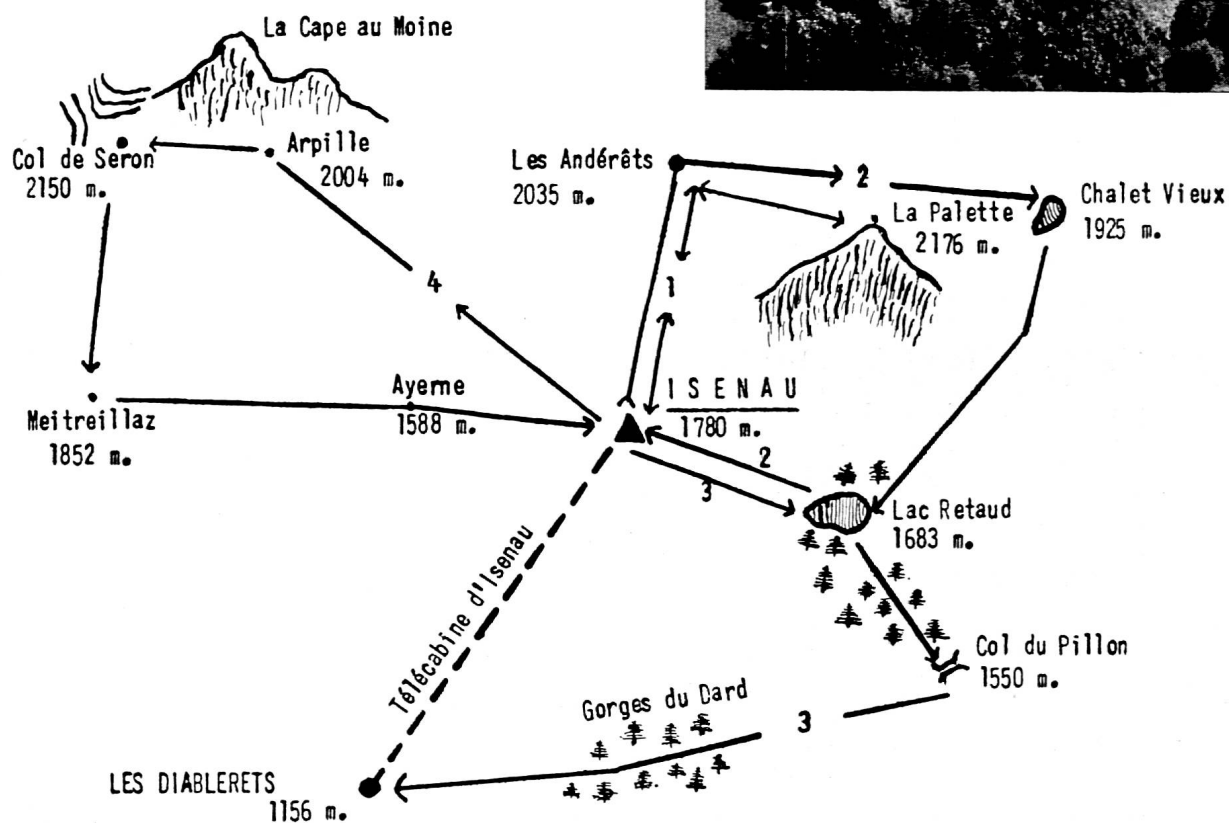 La Cape au Moine
Col de Seron
2150 m.
Arpille
2004 m.
Les Andérêts
2035 m.
2
La Palette
2176 m.
Chalet Vieux
1925 m.
1
4
Meitreillaz
1852 m.
Ayerne
1588 m.
ISENAU
1780 m.
2
3
Lac Retaud
1683 m.
Télécabine d'Isenau
Col du Pillon
1550 m.
Gorges du Dard
3
LES DIABLERETS
1156 m.